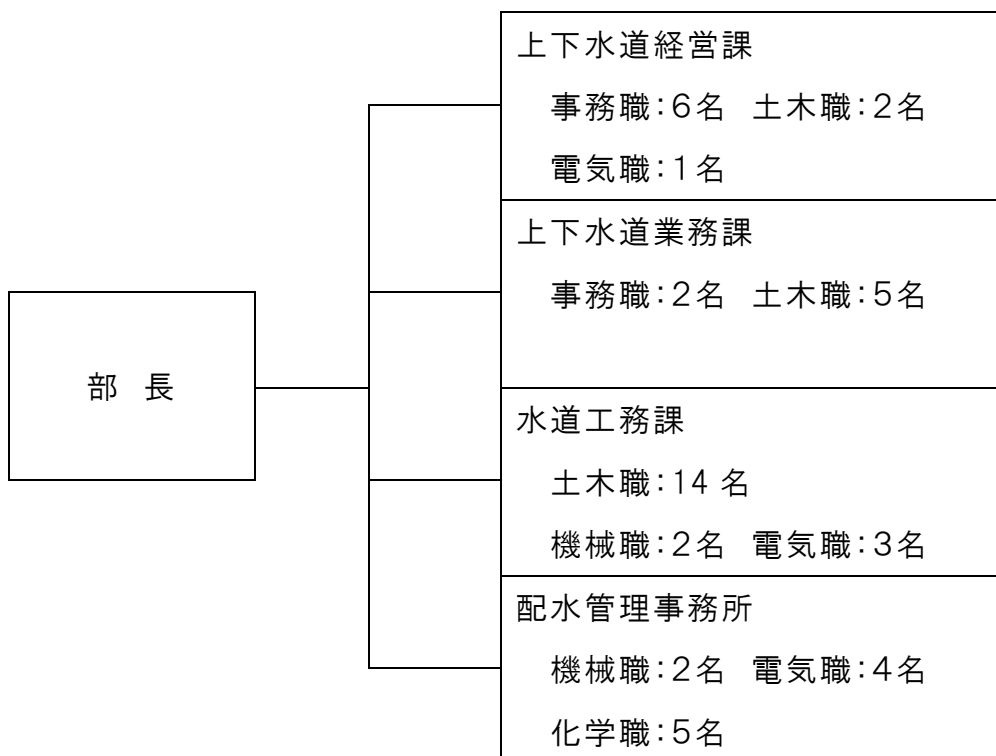 部 長
上下水道経営課
事務職:6名 土木職:2名
電気職:1名
上下水道業務課
事務職:2名 土木職:5名
水道工務課
土木職:14 名
機械職:2名 電気職:3名
配水管理事務所
機械職:2名 電気職:4名
化学職:5名